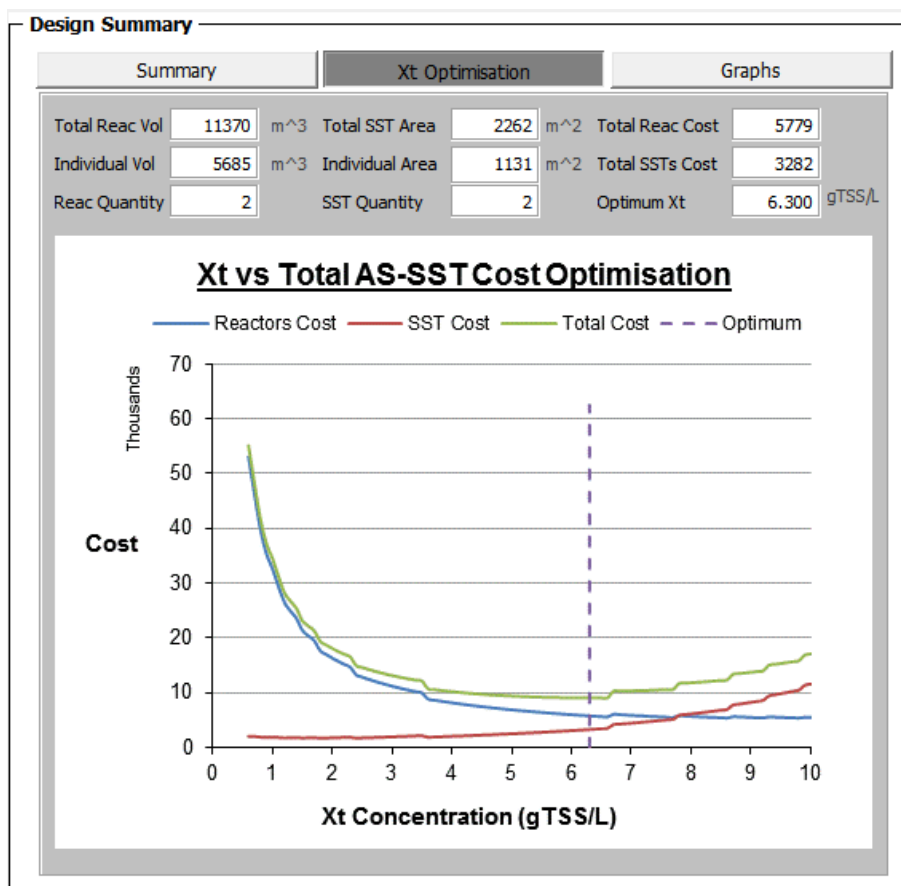 Design Summary
Summary Xt Optimisation Graphs
Total Reac Vol 11370 m^3 Total SST Area 2262 m^2 Total Reac Cost 5779
Individual Vol 5685 m^3 Individual Area 1131 m^2 Total SSTs Cost 3282
Reac Quantity 2 SST Quantity 2 Optimum Xt 6.300 gTSS/L
Xt vs Total AS-SST Cost Optimisation
Reactors Cost SST Cost Total Cost Optimum
70
60
50
40
30
20
10
0
Thousands
Cost
0 1 2 3 4 5 6 7 8 9 10
Xt Concentration (gTSS/L)